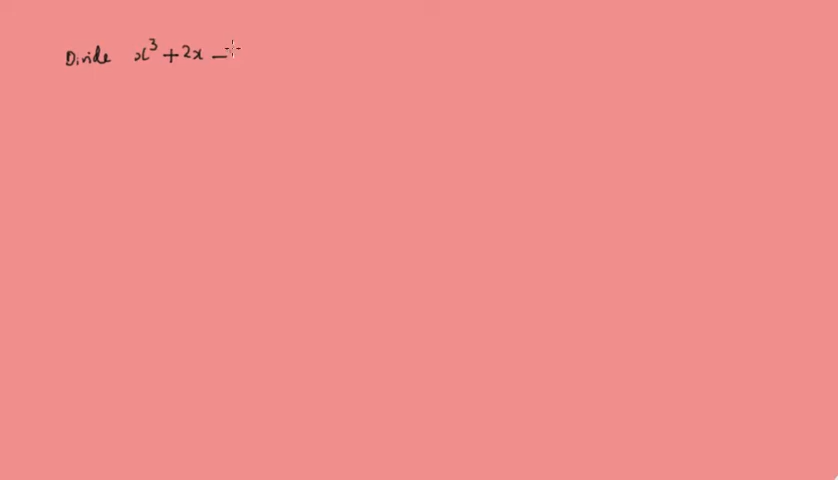 Divide x³ + 2x –